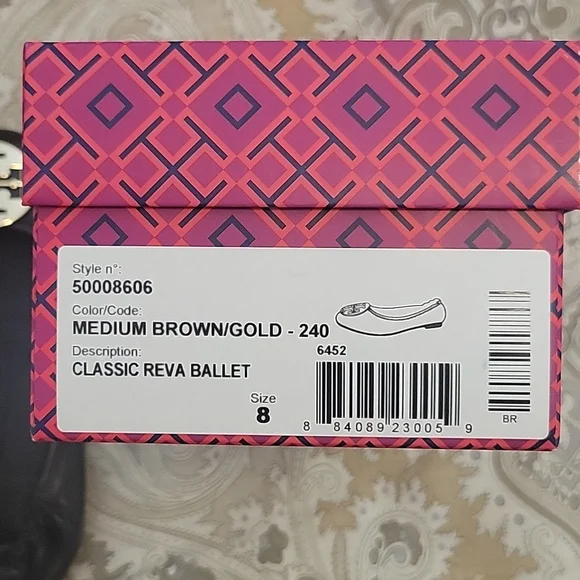 Style n°:
50008606
Color/Code:
MEDIUM BROWN/GOLD - 240
6452
Description:
CLASSIC REVA BALLET
Size
8
8 84089 23005 9
BR